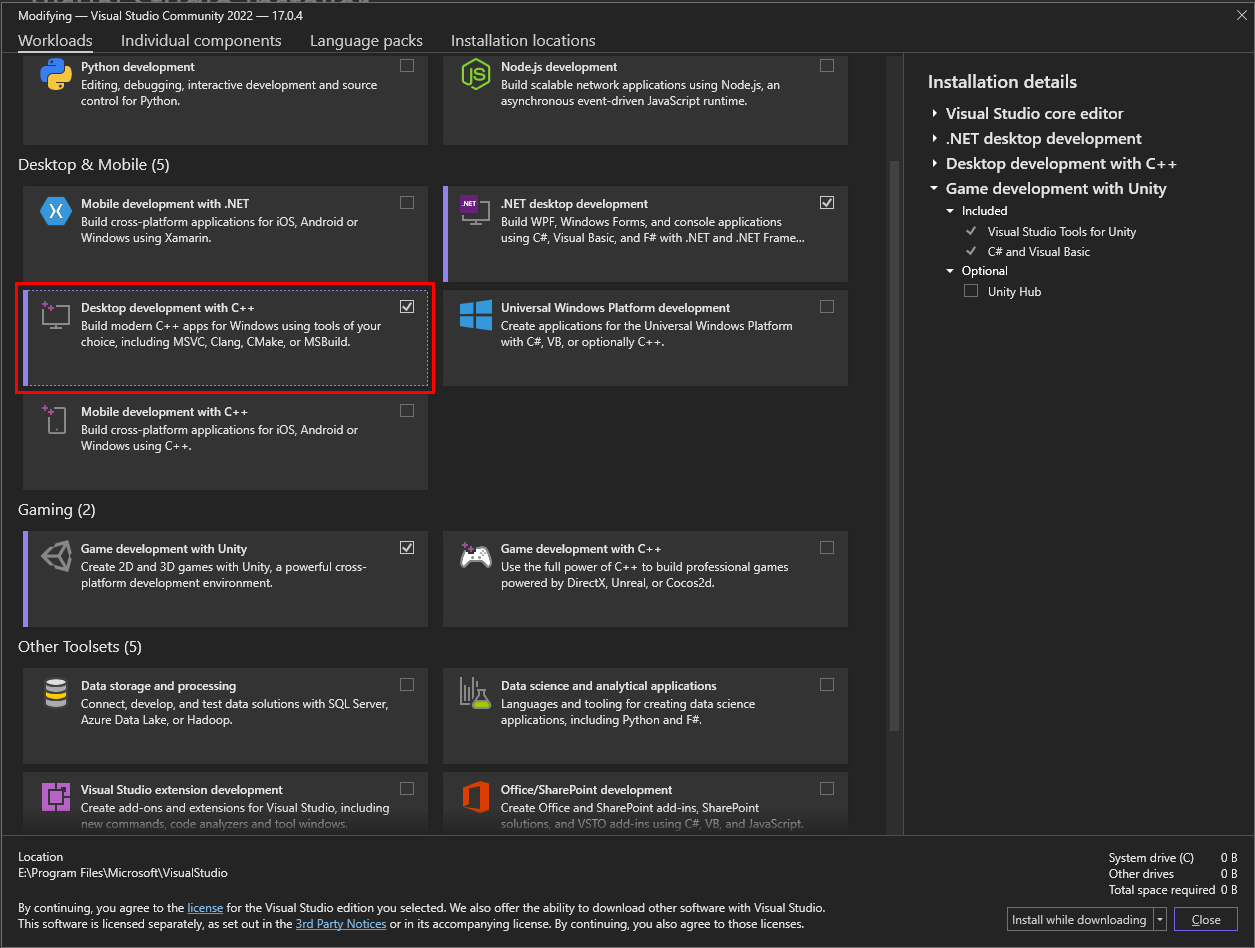 Modifying — Visual Studio Community 2022 — 17.0.4
Workloads Individual components Language packs Installation locations
Python development
Editing, debugging, interactive development and source
control for Python.
JS
Node.js development
Build scalable network applications using Node.js, an
asynchronous event-driven JavaScript runtime.
Desktop & Mobile (5)
Mobile development with .NET
Build cross-platform applications for iOS, Android or
Windows using Xamarin.
.NET
.NET desktop development
Build WPF, Windows Forms, and console applications
using C#, Visual Basic, and F# with .NET and .NET Frame...
Desktop development with C++
Build modern C++ apps for Windows using tools of your
choice, including MSVC, Clang, CMake, or MSBuild.
Universal Windows Platform development
Create applications for the Universal Windows Platform
with C#, VB, or optionally C++.
Mobile development with C++
Build cross-platform applications for iOS, Android or
Windows using C++.
Gaming (2)
Game development with Unity
Create 2D and 3D games with Unity, a powerful cross-
platform development environment.
Game development with C++
Use the full power of C++ to build professional games
powered by DirectX, Unreal, or Cocos2d.
Other Toolsets (5)
Data storage and processing
Connect, develop, and test data solutions with SQL Server,
Azure Data Lake, or Hadoop.
Data science and analytical applications
Languages and tooling for creating data science
applications, including Python and F#.
Visual Studio extension development
Create add-ons and extensions for Visual Studio, including
new commands, code analyzers and tool windows.
Office/SharePoint development
Create Office and SharePoint add-ins, SharePoint
solutions, and VSTO add-ins using C#, VB, and JavaScript.
Installation details
Visual Studio core editor
.NET desktop development
Desktop development with C++
Game development with Unity
Included
Visual Studio Tools for Unity
C# and Visual Basic
Optional
Unity Hub
Location
E:\Program Files\Microsoft\VisualStudio
System drive (C) 0 B
Other drives 0 B
Total space required 0 B
By continuing, you agree to the license for the Visual Studio edition you selected. We also offer the ability to download other software with Visual Studio.
This software is licensed separately, as set out in the 3rd Party Notices or in its accompanying license. By continuing, you also agree to those licenses.
Install while downloading
Close